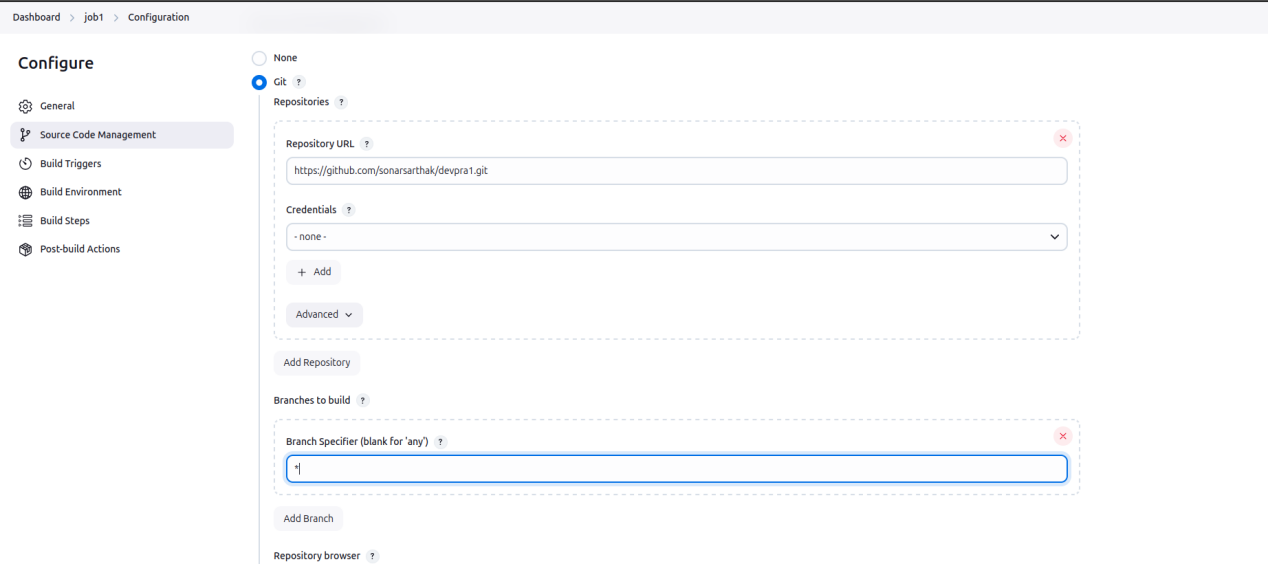 Dashboard > job1 > Configuration
Configure
General
Source Code Management
Build Triggers
Build Environment
Build Steps
Post-build Actions
None
Git ?
Repositories ?
Repository URL ?
https://github.com/sonarsarthak/devpra1.git
Credentials ?
- none -
+ Add
Advanced
Add Repository
Branches to build ?
Branch Specifier (blank for 'any') ?
*
Add Branch
Repository browser ?